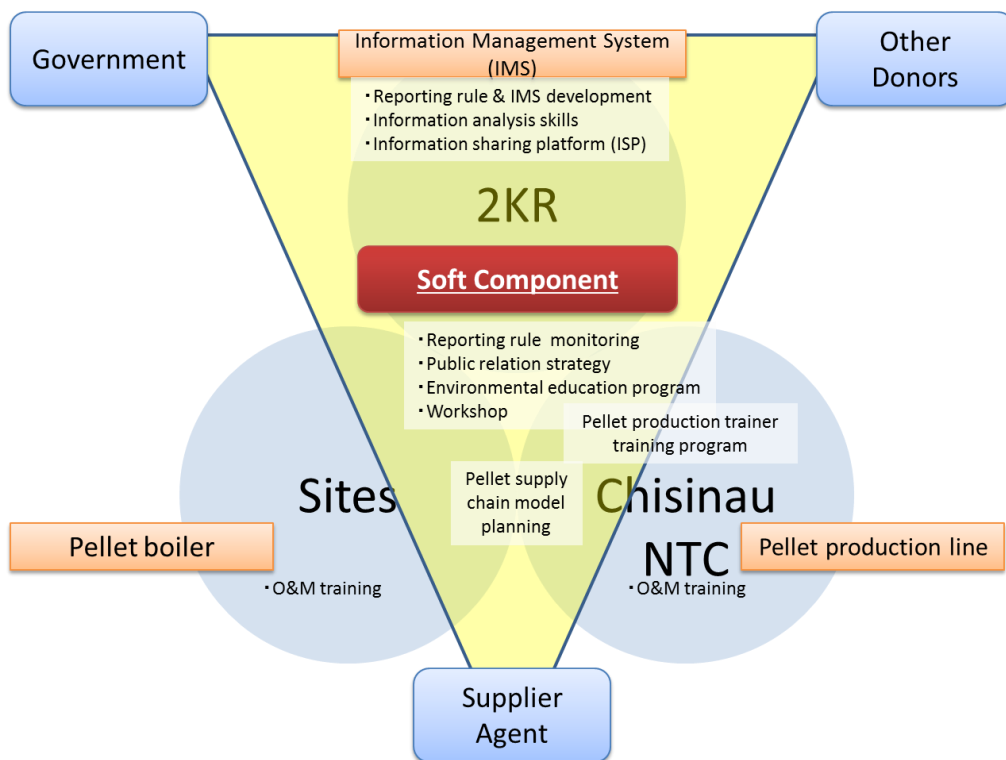 Government
Information Management System
(IMS)
Other
Donors
・Reporting rule & IMS development
・Information analysis skills
・Information sharing platform (ISP)
2KR
Soft Component
・Reporting rule monitoring
・Public relation strategy
・Environmental education program
・Workshop
Pellet production trainer
training program
Sites
Pellet supply
chain model
planning
Chisinau
NTC
Pellet boiler
Pellet production line
・O&M training
・O&M training
Supplier
Agent